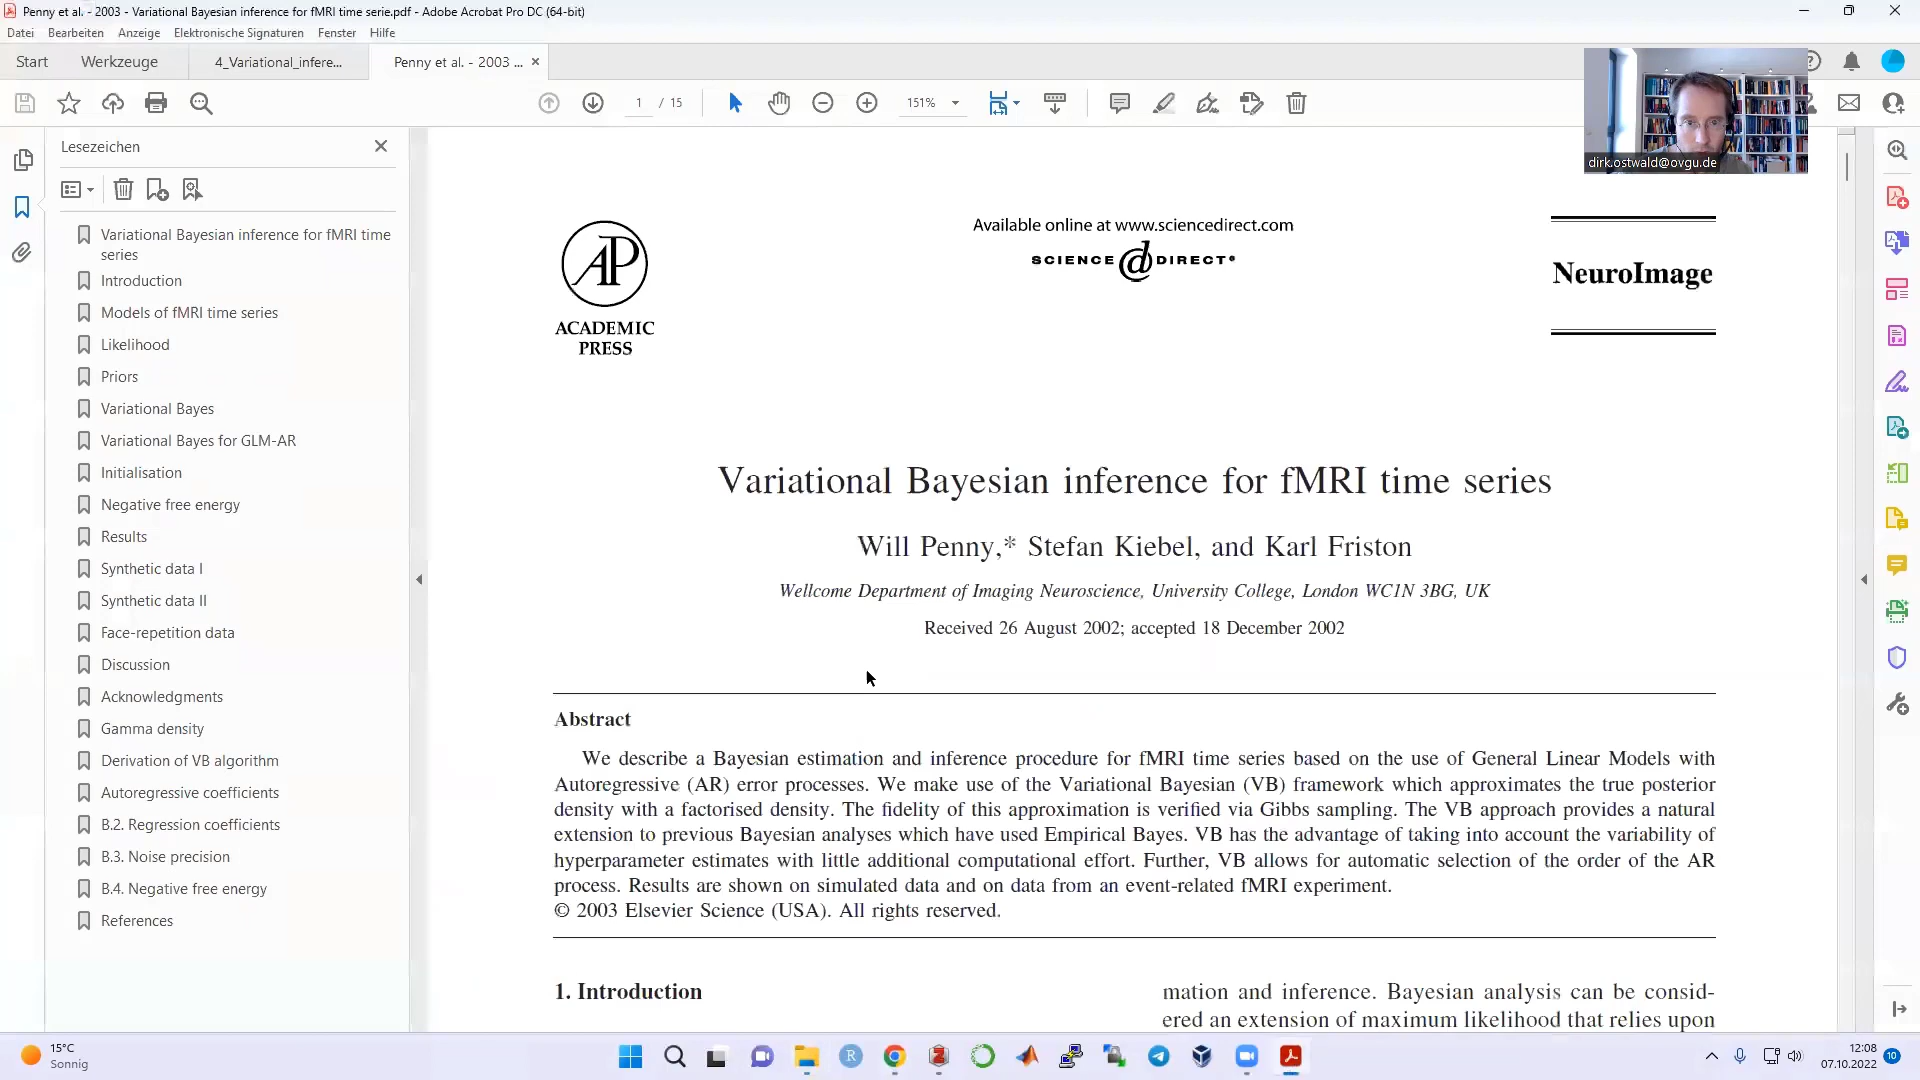 Penny et al. - 2003 - Variational Bayesian inference for fMRI time serie.pdf - Adobe Acrobat Pro DC (64-bit)
Datei Bearbeiten Anzeige Elektronische Signaturen Fenster Hilfe
Start Werkzeuge 4_Variational_infere... Penny et al. - 2003 ...
1 / 15 151%
dirk.ostwald@ovgu.de
Lesezeichen
Variational Bayesian inference for fMRI time
series
Introduction
Models of fMRI time series
Likelihood
Priors
Variational Bayes
Variational Bayes for GLM-AR
Initialisation
Negative free energy
Results
Synthetic data I
Synthetic data II
Face-repetition data
Discussion
Acknowledgments
Gamma density
Derivation of VB algorithm
Autoregressive coefficients
B.2. Regression coefficients
B.3. Noise precision
B.4. Negative free energy
References
AP
ACADEMIC
PRESS
Available online at www.sciencedirect.com
SCIENCE d DIRECT®
NeuroImage
Variational Bayesian inference for fMRI time series
Will Penny,* Stefan Kiebel, and Karl Friston
Wellcome Department of Imaging Neuroscience, University College, London WC1N 3BG, UK
Received 26 August 2002; accepted 18 December 2002
Abstract
We describe a Bayesian estimation and inference procedure for fMRI time series based on the use of General Linear Models with
Autoregressive (AR) error processes. We make use of the Variational Bayesian (VB) framework which approximates the true posterior
density with a factorised density. The fidelity of this approximation is verified via Gibbs sampling. The VB approach provides a natural
extension to previous Bayesian analyses which have used Empirical Bayes. VB has the advantage of taking into account the variability of
hyperparameter estimates with little additional computational effort. Further, VB allows for automatic selection of the order of the AR
process. Results are shown on simulated data and on data from an event-related fMRI experiment.
© 2003 Elsevier Science (USA). All rights reserved.
1. Introduction
mation and inference. Bayesian analysis can be consid-
ered an extension of maximum likelihood that relies upon
15°C
Sonnig
12:08
07.10.2022
10